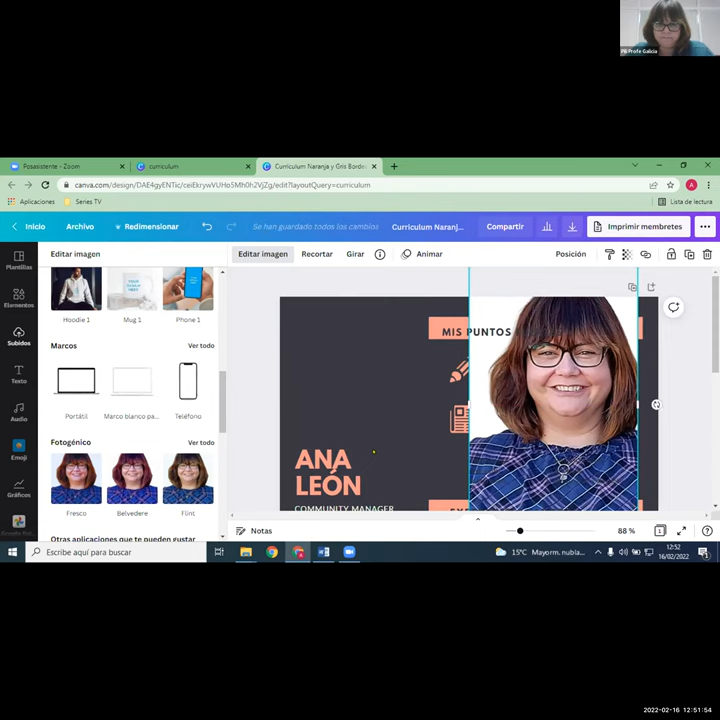 PB Profe Galicia
Posasistente - Zoom
curriculum
Curriculum Naranja y Gris Borde
canva.com/design/DAE4gyENTic/ceiEkrywVUHo5Mh0h2VjZg/edit?layoutQuery=curriculum
Aplicaciones
Series TV
Lista de lectura
Inicio
Archivo
Redimensionar
Se han guardado todos los cambios
Curriculum Naranj...
Compartir
Imprimir membretes
Editar imagen
Editar imagen
Recortar
Girar
Animar
Posición
Plantillas
Elementos
Subidos
Texto
Audio
Emoji
Gráficos
Hoodie 1
Mug 1
Phone 1
Marcos
Ver todo
Portátil
Marco blanco pa...
Teléfono
Fotogénico
Ver todo
Fresco
Belvedere
Flint
Otras aplicaciones que te pueden gustar
MIS PUNTOS
ANA
LEÓN
COMMUNITY MANAGER
Notas
88 %
1
Escribe aquí para buscar
15°C
Mayorm. nubla...
12:52
16/02/2022
2022-02-16 12:51:54